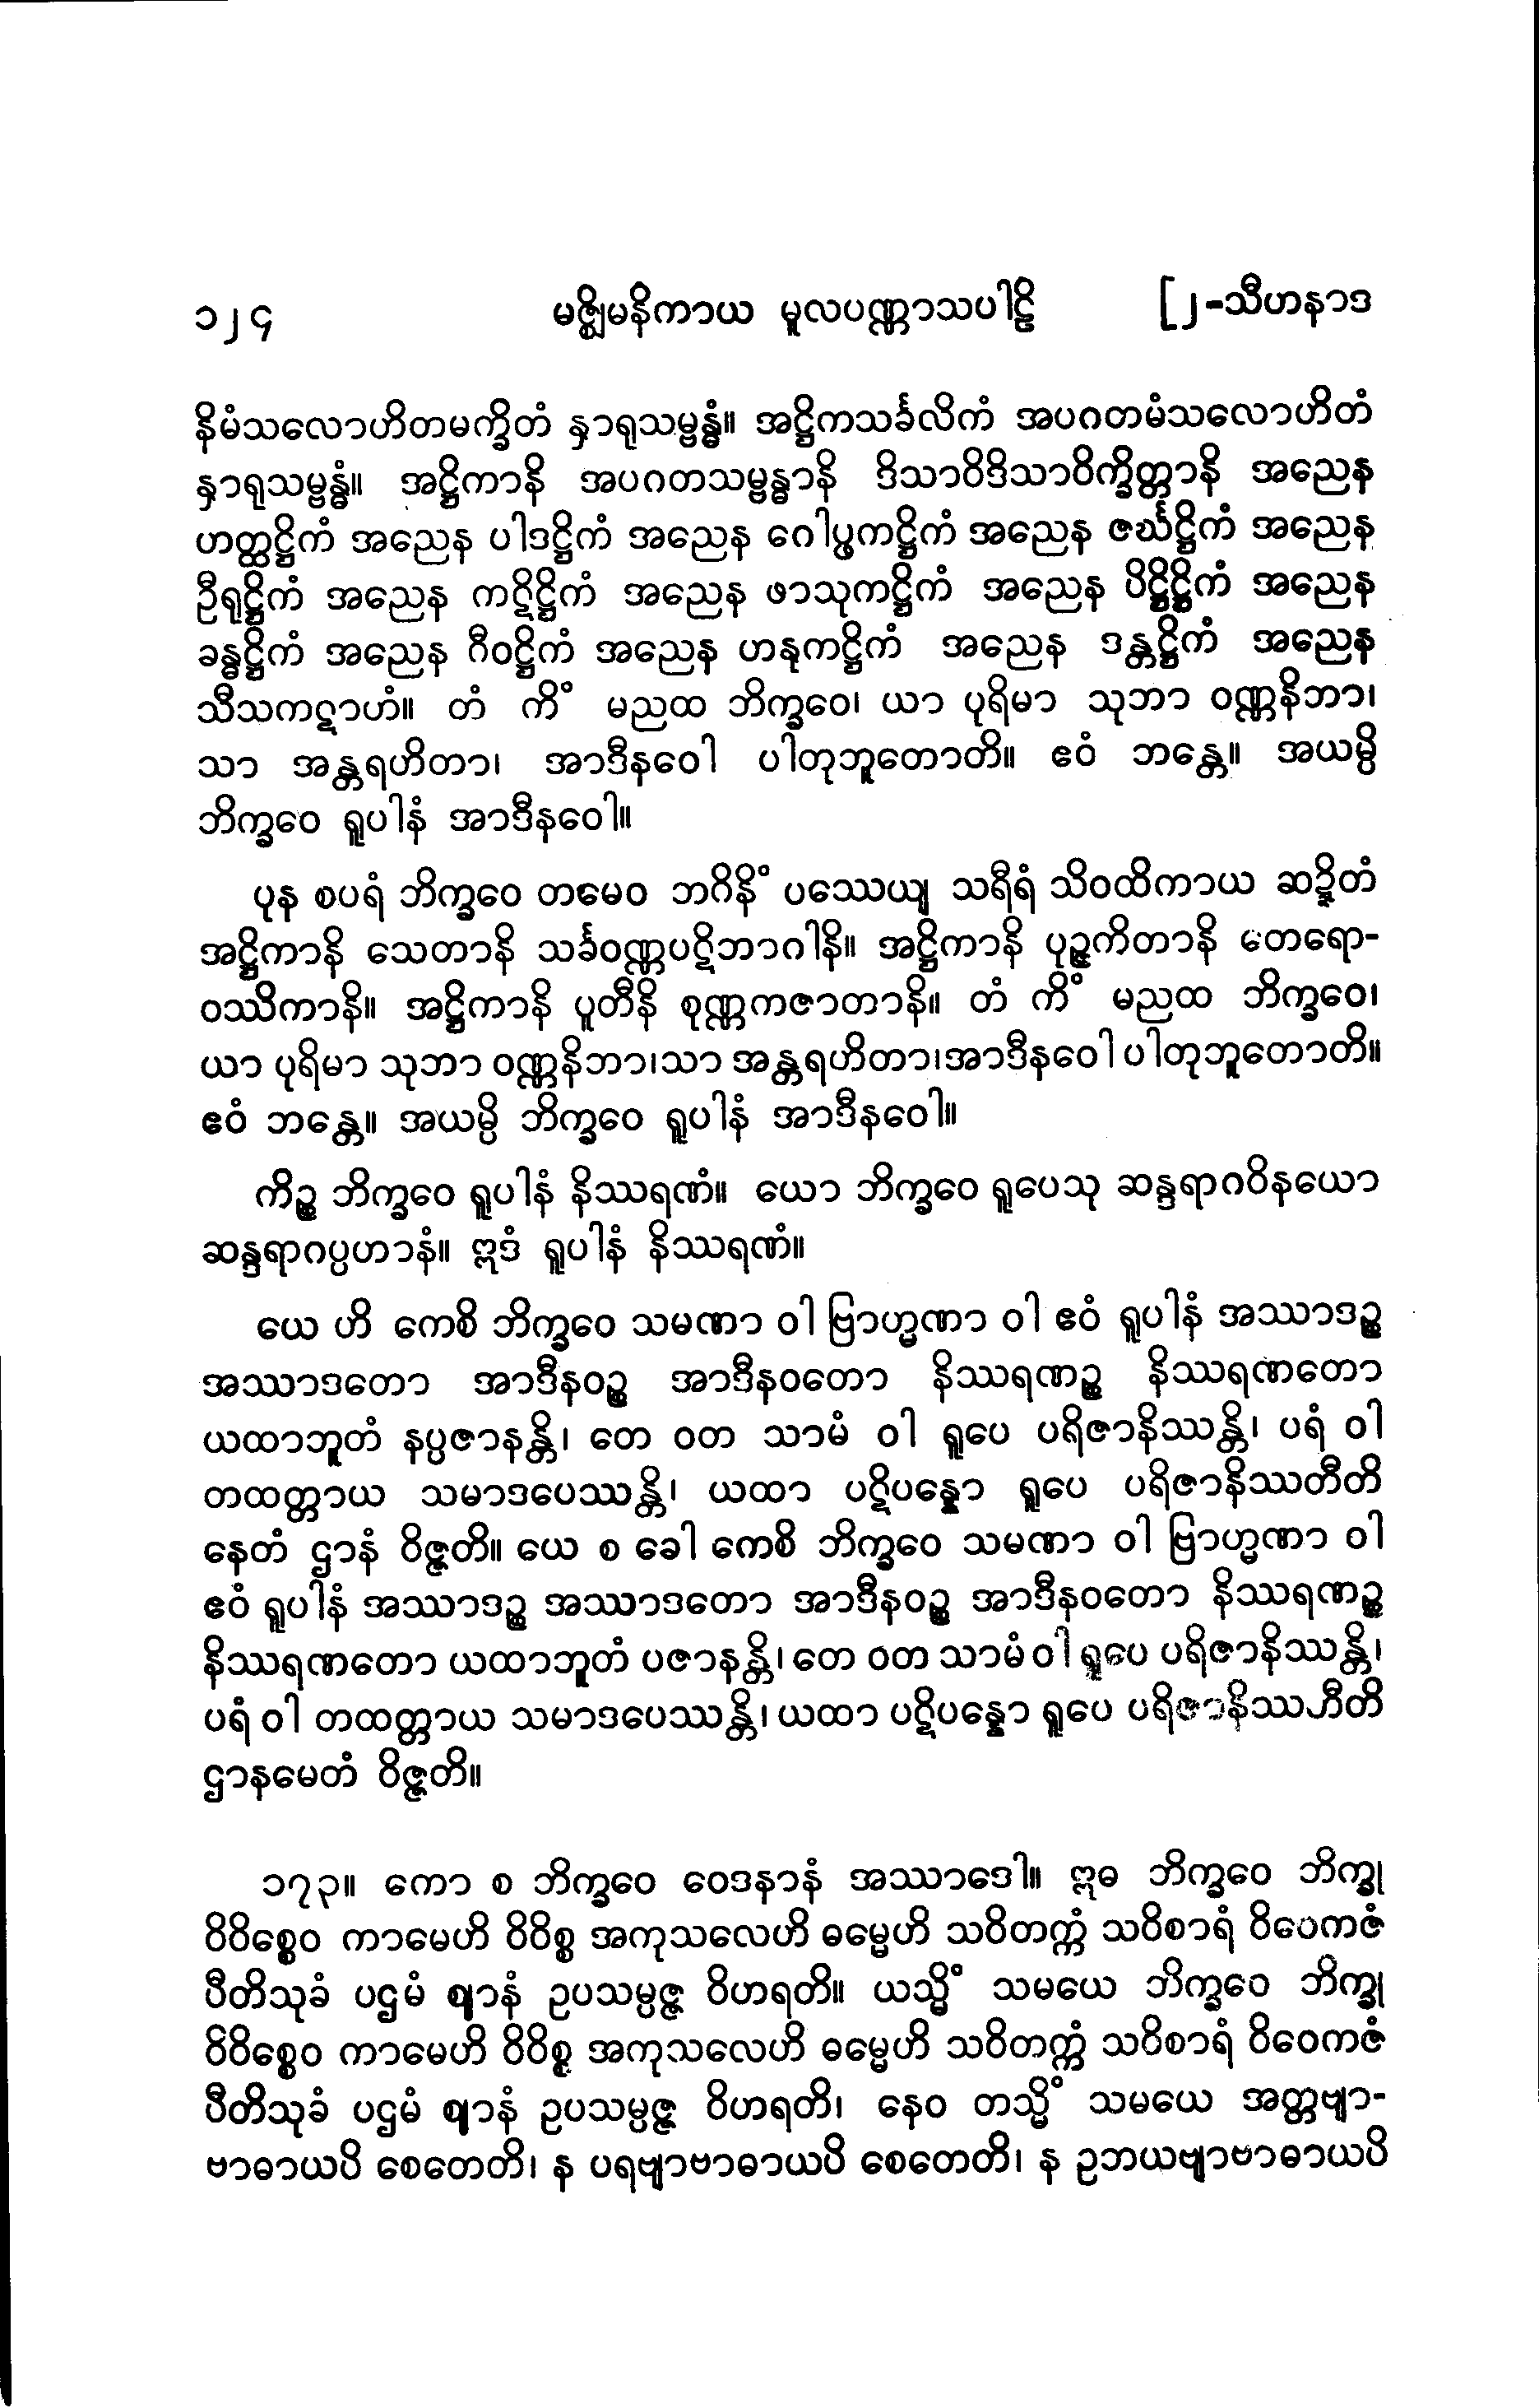 ၁၂၄ မဇ္ဈိမနိကာယ မူလပဏ္ဏာသပါဠိ [၂-သီဟနာဒ
နိမံသလောဟိတမက္ခိတံ နှာရုသမ္ဗန္ဓံ။ အဋ္ဌိကသင်္ခလိကံ အပဂတမံသလောဟိတံ
နှာရုသမ္ဗန္ဓံ။ အဋ္ဌိကာနိ အပဂတသမ္ဗန္ဓာနိ ဒိသာဝိဒိသာဝိက္ခိတ္တာနိ အညေန
ဟတ္ထဋ္ဌိကံ အညေန ပါဒဋ္ဌိကံ အညေန ဂေါပ္ဖကဋ္ဌိကံ အညေန ဇင်္ဃဋ္ဌိကံ အညေန
ဦရုဋ္ဌိကံ အညေန ကဋိဋ္ဌိကံ အညေန ဖာသုကဋ္ဌိကံ အညေန ပိဋ္ဌိဋ္ဌိကံ အညေန
ခန္ဓဋ္ဌိကံ အညေန ဂီဝဋ္ဌိကံ အညေန ဟနုကဋ္ဌိကံ အညေန ဒန္တဋ္ဌိကံ အညေန
သီသကဋာဟံ။ တံ ကိံ မညထ ဘိက္ခဝေ၊ ယာ ပုရိမာ သုဘာ ဝဏ္ဏနိဘာ၊
သာ အန္တရဟိတာ၊ အာဒီနဝေါ ပါတုဘူတောတိ။ ဧဝံ ဘန္တေ။ အယမ္ပိ
ဘိက္ခဝေ ရူပါနံ အာဒီနဝေါ။
ပုန စပရံ ဘိက္ခဝေ တမေဝ ဘဂိနိံ ပဿေယျ သရီရံ သိဝထိကာယ ဆဍ္ဍိတံ
အဋ္ဌိကာနိ သေတာနိ သင်္ခဝဏ္ဏပဋိဘာဂါနိ။ အဋ္ဌိကာနိ ပုဉ္ဇကိတာနိ တေရော-
ဝဿိကာနိ။ အဋ္ဌိကာနိ ပူတီနိ စုဏ္ဏကဇာတာနိ။ တံ ကိံ မညထ ဘိက္ခဝေ၊
ယာ ပုရိမာ သုဘာ ဝဏ္ဏနိဘာ၊သာ အန္တရဟိတာ၊အာဒီနဝေါ ပါတုဘူတောတိ။
ဧဝံ ဘန္တေ။ အယမ္ပိ ဘိက္ခဝေ ရူပါနံ အာဒီနဝေါ။
ကိဉ္စ ဘိက္ခဝေ ရူပါနံ နိဿရဏံ။ ယော ဘိက္ခဝေ ရူပေသု ဆန္ဒရာဂဝိနယော
ဆန္ဒရာဂပ္ပဟာနံ။ ဣဒံ ရူပါနံ နိဿရဏံ။
ယေ ဟိ ကေစိ ဘိက္ခဝေ သမဏာ ဝါ ဗြာဟ္မဏာ ဝါ ဧဝံ ရူပါနံ အဿာဒဉ္စ
အဿာဒတော အာဒီနဝဉ္စ အာဒီနဝတော နိဿရဏဉ္စ နိဿရဏတော
ယထာဘူတံ နပ္ပဇာနန္တိ၊ တေ ဝတ သာမံ ဝါ ရူပေ ပရိဇာနိဿန္တိ၊ ပရံ ဝါ
တထတ္တာယ သမာဒပေဿန္တိ၊ ယထာ ပဋိပန္နော ရူပေ ပရိဇာနိဿတီတိ
နေတံ ဌာနံ ဝိဇ္ဇတိ။ ယေ စ ခေါ ကေစိ ဘိက္ခဝေ သမဏာ ဝါ ဗြာဟ္မဏာ ဝါ
ဧဝံ ရူပါနံ အဿာဒဉ္စ အဿာဒတော အာဒီနဝဉ္စ အာဒီနဝတော နိဿရဏဉ္စ
နိဿရဏတော ယထာဘူတံ ပဇာနန္တိ၊ တေ ဝတ သာမံ ဝါ ရူပေ ပရိဇာနိဿန္တိ၊
ပရံ ဝါ တထတ္တာယ သမာဒပေဿန္တိ၊ ယထာ ပဋိပန္နော ရူပေ ပရိဇာနိဿတီတိ
ဌာနမေတံ ဝိဇ္ဇတိ။
၁၇၃။ ကော စ ဘိက္ခဝေ ဝေဒနာနံ အဿာဒေါ။ ဣဓ ဘိက္ခဝေ ဘိက္ခု
ဝိဝိစ္စေဝ ကာမေဟိ ဝိဝိစ္စ အကုသလေဟိ ဓမ္မေဟိ သဝိတက္ကံ သဝိစာရံ ဝိဝေကဇံ
ပီတိသုခံ ပဌမံ ဈာနံ ဥပသမ္ပဇ္ဇ ဝိဟရတိ။ ယသ္မိံ သမယေ ဘိက္ခဝေ ဘိက္ခု
ဝိဝိစ္စေဝ ကာမေဟိ ဝိဝိစ္စ အကုသလေဟိ ဓမ္မေဟိ သဝိတက္ကံ သဝိစာရံ ဝိဝေကဇံ
ပီတိသုခံ ပဌမံ ဈာနံ ဥပသမ္ပဇ္ဇ ဝိဟရတိ၊ နေဝ တသ္မိံ သမယေ အတ္တဗျာ-
ဗာဓာယပိ စေတေတိ၊ န ပရဗျာဗာဓာယပိ စေတေတိ၊ န ဥဘယဗျာဗာဓာယပိ